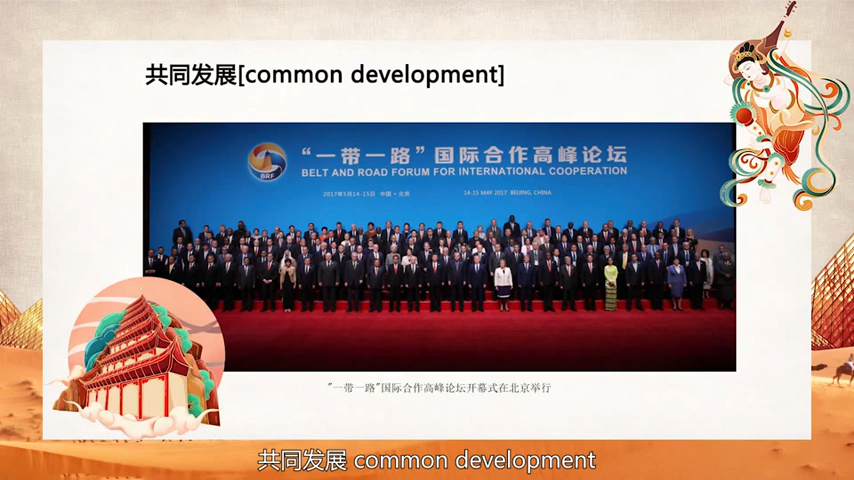 共同发展[common development]
“一带一路”国际合作高峰论坛
BELT AND ROAD FORUM FOR INTERNATIONAL COOPERATION
BRF
2017年5月14-15日 中国·北京
14-15 MAY 2017 BEIJING, CHINA
"一带一路"国际合作高峰论坛开幕式在北京举行
共同发展 common development